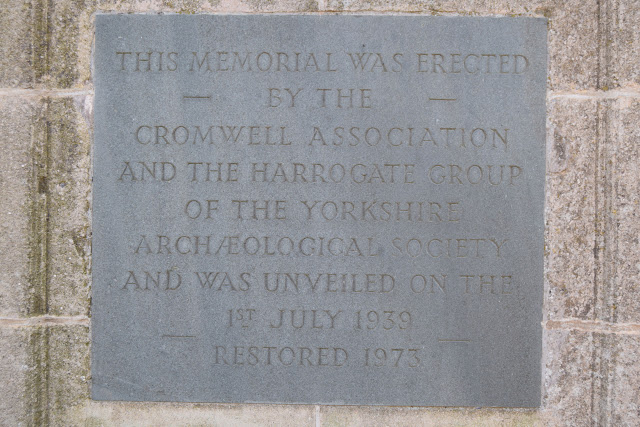 THIS MEMORIAL WAS ERECTED
— BY THE —
CROMWELL ASSOCIATION
AND THE HARROGATE GROUP
OF THE YORKSHIRE
ARCHÆOLOGICAL SOCIETY
AND WAS UNVEILED ON THE
1ST JULY 1939
RESTORED 1973